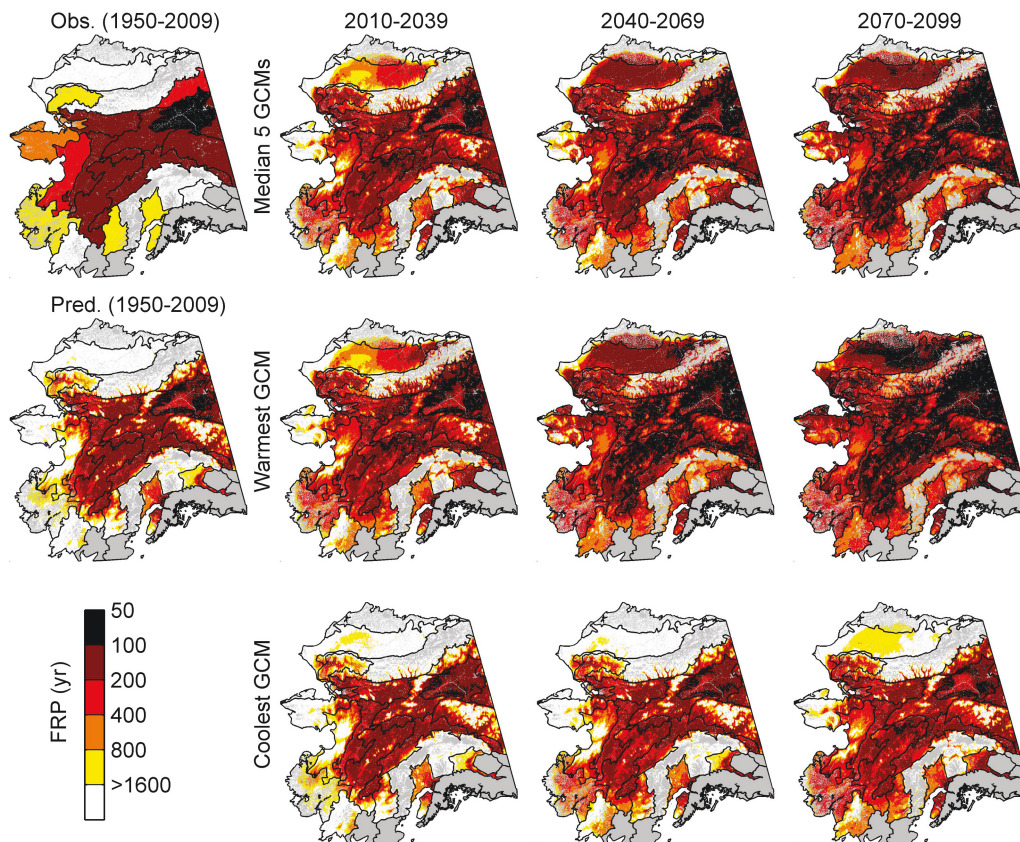 Obs. (1950-2009)
2010-2039
2040-2069
2070-2099
Median 5 GCMs
Pred. (1950-2009)
Warmest GCM
Coolest GCM
FRP (yr)
50
100
200
400
800
>1600